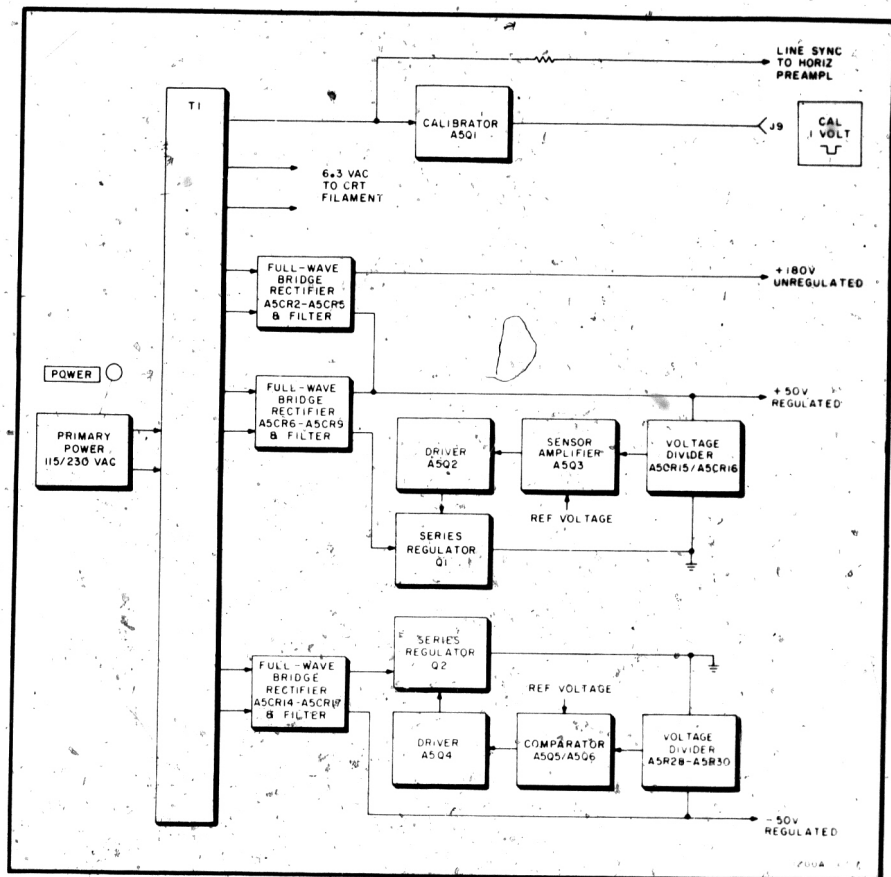 LINE SYNC
TO HORIZ
PREAMPL
T1
CALIBRATOR
A5Q1
J9
CAL
1 VOLT
6.3 VAC
TO CRT
FILAMENT
FULL-WAVE
BRIDGE
RECTIFIER
A5CR2-A5CR5
& FILTER
+180V
UNREGULATED
POWER
PRIMARY
POWER
115/230 VAC
FULL-WAVE
BRIDGE
RECTIFIER
A5CR6-A5CR9
& FILTER
+50V
REGULATED
DRIVER
A5Q2
SENSOR
AMPLIFIER
A5Q3
VOLTAGE
DIVIDER
A5CR15/A5CR16
REF VOLTAGE
SERIES
REGULATOR
Q1
SERIES
REGULATOR
Q2
FULL-WAVE
BRIDGE
RECTIFIER
A5CR14-A5CR17
& FILTER
REF VOLTAGE
DRIVER
A5Q4
COMPARATOR
A5Q5/A5Q6
VOLTAGE
DIVIDER
A5R28-A5R30
-50V
REGULATED